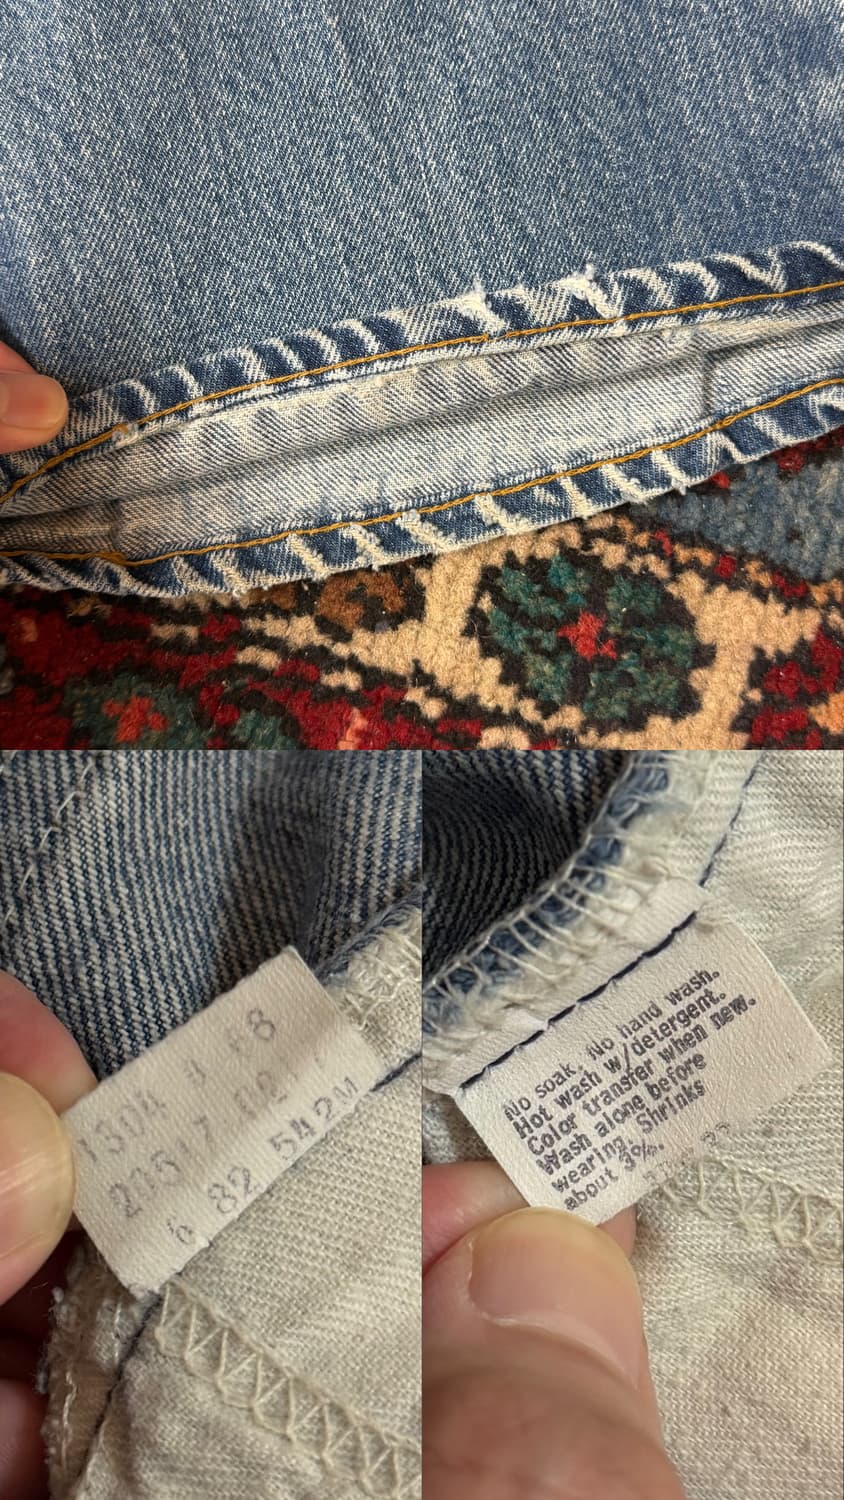 82 542M
No soak. No hand wash.
Hot wash w/detergent.
Color transfer when new.
Wash alone before
wearing. Shrinks
about 3%.